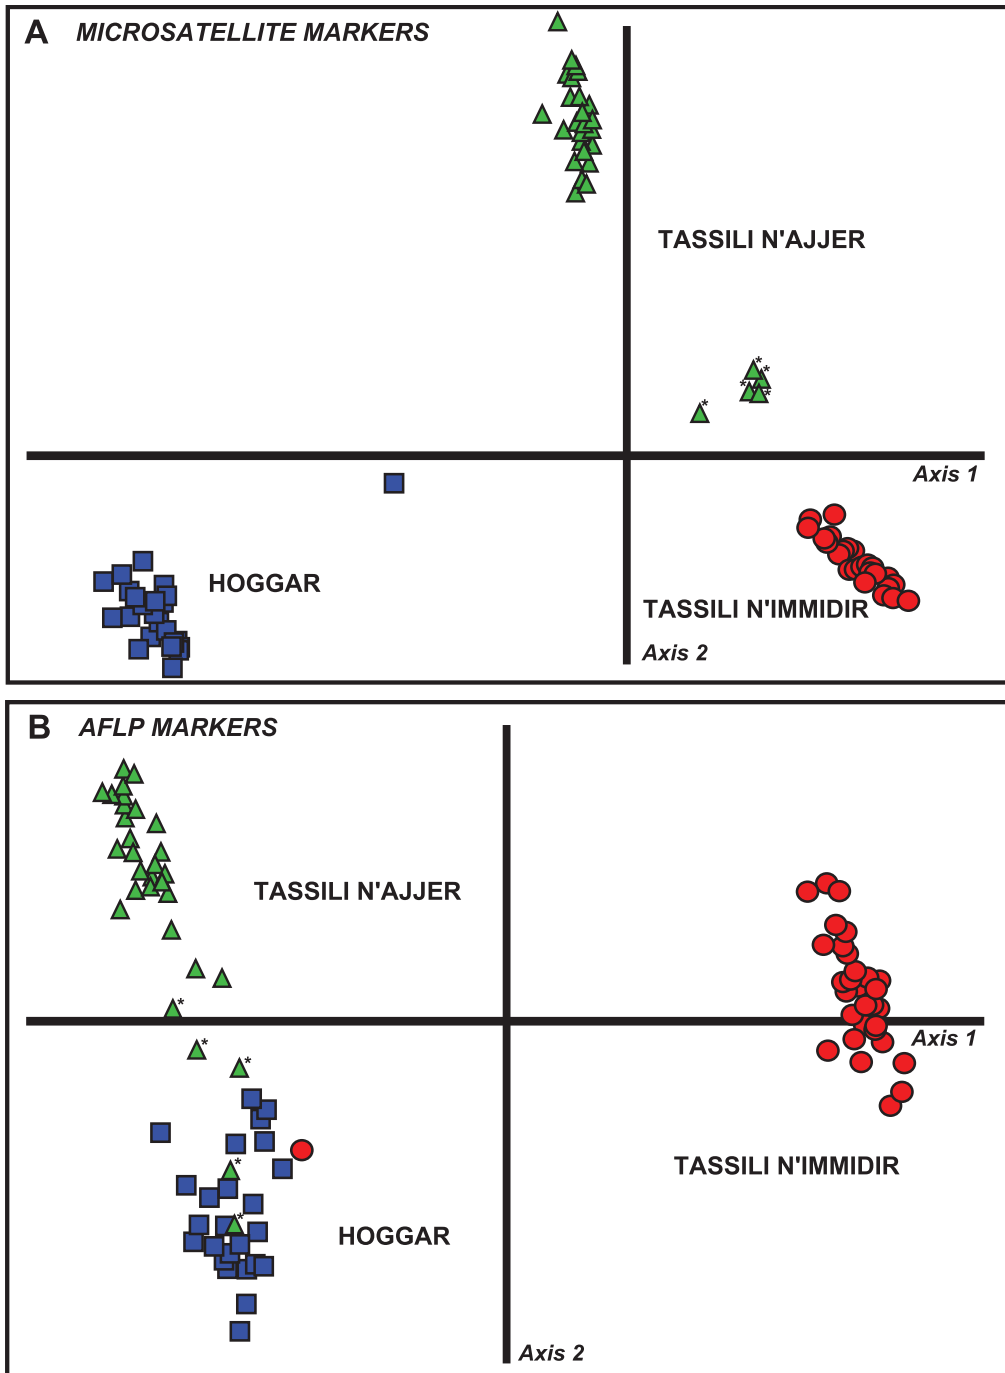 A MICROSATELLITE MARKERS
TASSILI N'AJJER
* * * * *
Axis 1
HOGGAR
TASSILI N'IMMIDIR
Axis 2
B AFLP MARKERS
TASSILI N'AJJER
*
Axis 1
* *
TASSILI N'IMMIDIR
*
*
HOGGAR
Axis 2